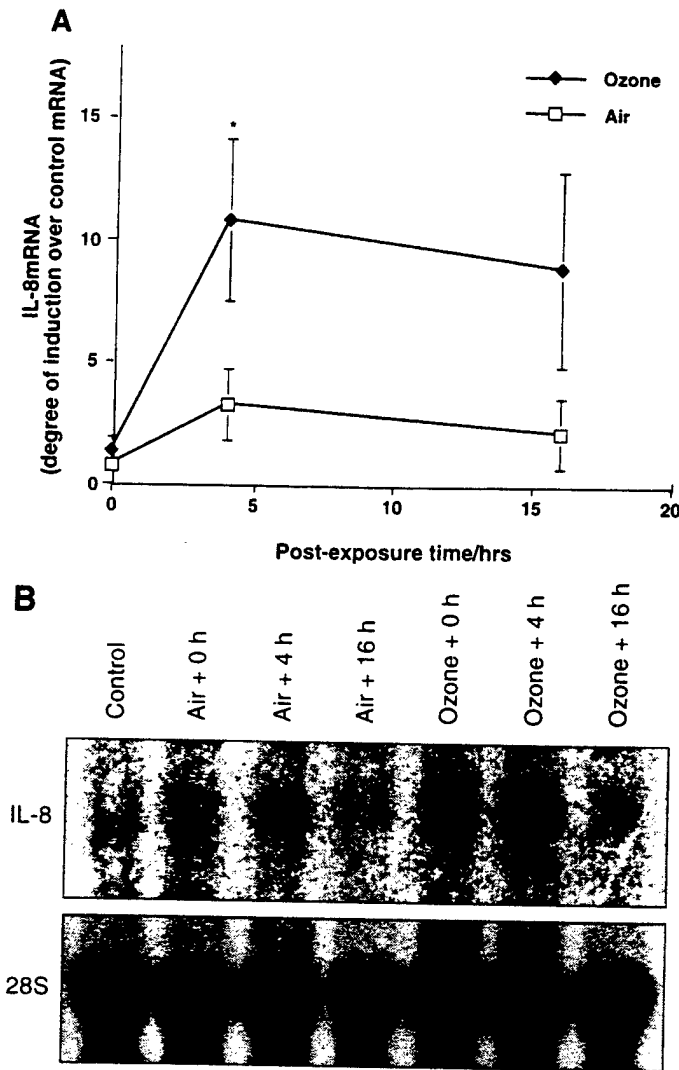 A
IL-8mRNA
(degree of induction over control mRNA)
15
10
5
0
*
Ozone
Air
0
5
10
15
20
Post-exposure time/hrs
B
Control
Air + 0 h
Air + 4 h
Air + 16 h
Ozone + 0 h
Ozone + 4 h
Ozone + 16 h
IL-8
28S